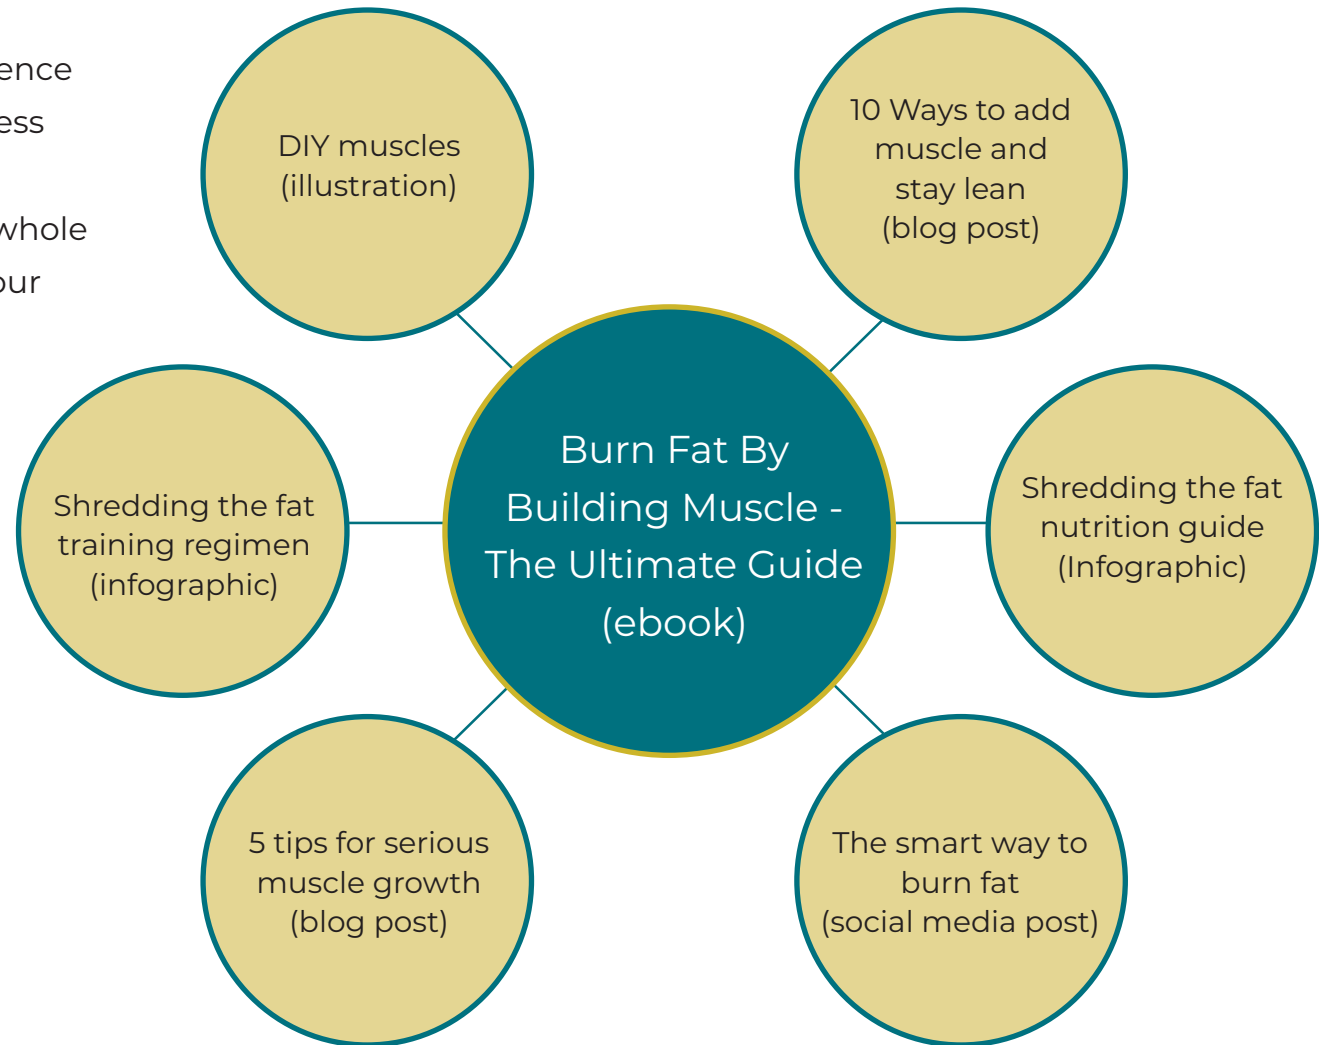 ence
ess
whole
our
DIY muscles
(illustration)
10 Ways to add
muscle and
stay lean
(blog post)
Shredding the fat
training regimen
(infographic)
Burn Fat By
Building Muscle -
The Ultimate Guide
(ebook)
Shredding the fat
nutrition guide
(Infographic)
5 tips for serious
muscle growth
(blog post)
The smart way to
burn fat
(social media post)